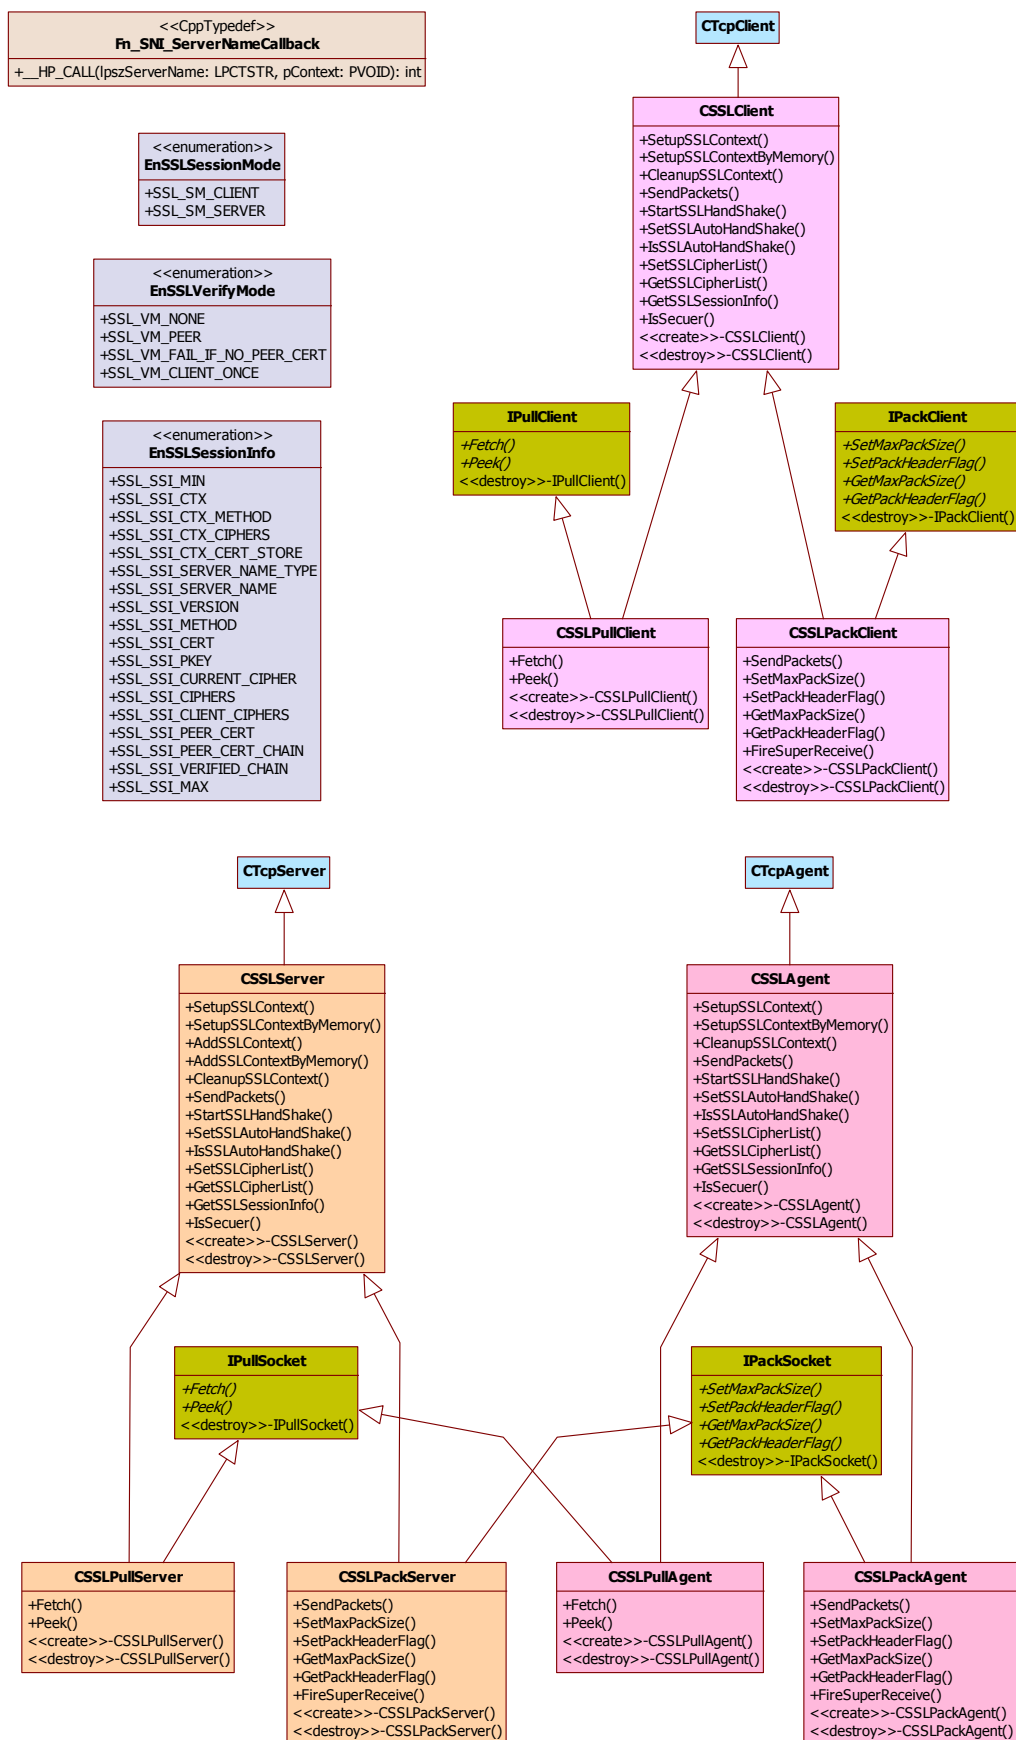 <<CppTypedef>>
Fn_SNI_ServerNameCallback
+__HP_CALL(lpszServerName: LPCTSTR, pContext: PVOID): int
<<enumeration>>
EnSSLSessionMode
+SSL_SM_CLIENT
+SSL_SM_SERVER
<<enumeration>>
EnSSLVerifyMode
+SSL_VM_NONE
+SSL_VM_PEER
+SSL_VM_FAIL_IF_NO_PEER_CERT
+SSL_VM_CLIENT_ONCE
<<enumeration>>
EnSSLSessionInfo
+SSL_SSI_MIN
+SSL_SSI_CTX
+SSL_SSI_CTX_METHOD
+SSL_SSI_CTX_CIPHERS
+SSL_SSI_CTX_CERT_STORE
+SSL_SSI_SERVER_NAME_TYPE
+SSL_SSI_SERVER_NAME
+SSL_SSI_VERSION
+SSL_SSI_METHOD
+SSL_SSI_CERT
+SSL_SSI_PKEY
+SSL_SSI_CURRENT_CIPHER
+SSL_SSI_CIPHERS
+SSL_SSI_CLIENT_CIPHERS
+SSL_SSI_PEER_CERT
+SSL_SSI_PEER_CERT_CHAIN
+SSL_SSI_VERIFIED_CHAIN
+SSL_SSI_MAX
CTcpClient
CSSLClient
+SetupSSLContext()
+SetupSSLContextByMemory()
+CleanupSSLContext()
+SendPackets()
+StartSSLHandShake()
+SetSSLAutoHandShake()
+IsSSLAutoHandShake()
+SetSSLCipherList()
+GetSSLCipherList()
+GetSSLSessionInfo()
+IsSecuer()
<<create>>-CSSLClient()
<<destroy>>-CSSLClient()
IPullClient
+Fetch()
+Peek()
<<destroy>>-IPullClient()
IPackClient
+SetMaxPackSize()
+SetPackHeaderFlag()
+GetMaxPackSize()
+GetPackHeaderFlag()
<<destroy>>-IPackClient()
CSSLPullClient
+Fetch()
+Peek()
<<create>>-CSSLPullClient()
<<destroy>>-CSSLPullClient()
CSSLPackClient
+SendPackets()
+SetMaxPackSize()
+SetPackHeaderFlag()
+GetMaxPackSize()
+GetPackHeaderFlag()
+FireSuperReceive()
<<create>>-CSSLPackClient()
<<destroy>>-CSSLPackClient()
CTcpServer
CSSLServer
+SetupSSLContext()
+SetupSSLContextByMemory()
+AddSSLContext()
+AddSSLContextByMemory()
+CleanupSSLContext()
+SendPackets()
+StartSSLHandShake()
+SetSSLAutoHandShake()
+IsSSLAutoHandShake()
+SetSSLCipherList()
+GetSSLCipherList()
+GetSSLSessionInfo()
+IsSecuer()
<<create>>-CSSLServer()
<<destroy>>-CSSLServer()
CTcpAgent
CSSLAgent
+SetupSSLContext()
+SetupSSLContextByMemory()
+CleanupSSLContext()
+SendPackets()
+StartSSLHandShake()
+SetSSLAutoHandShake()
+IsSSLAutoHandShake()
+SetSSLCipherList()
+GetSSLCipherList()
+GetSSLSessionInfo()
+IsSecuer()
<<create>>-CSSLAgent()
<<destroy>>-CSSLAgent()
IPullSocket
+Fetch()
+Peek()
<<destroy>>-IPullSocket()
IPackSocket
+SetMaxPackSize()
+SetPackHeaderFlag()
+GetMaxPackSize()
+GetPackHeaderFlag()
<<destroy>>-IPackSocket()
CSSLPullServer
+Fetch()
+Peek()
<<create>>-CSSLPullServer()
<<destroy>>-CSSLPullServer()
CSSLPackServer
+SendPackets()
+SetMaxPackSize()
+SetPackHeaderFlag()
+GetMaxPackSize()
+GetPackHeaderFlag()
+FireSuperReceive()
<<create>>-CSSLPackServer()
<<destroy>>-CSSLPackServer()
CSSLPullAgent
+Fetch()
+Peek()
<<create>>-CSSLPullAgent()
<<destroy>>-CSSLPullAgent()
CSSLPackAgent
+SendPackets()
+SetMaxPackSize()
+SetPackHeaderFlag()
+GetMaxPackSize()
+GetPackHeaderFlag()
+FireSuperReceive()
<<create>>-CSSLPackAgent()
<<destroy>>-CSSLPackAgent()